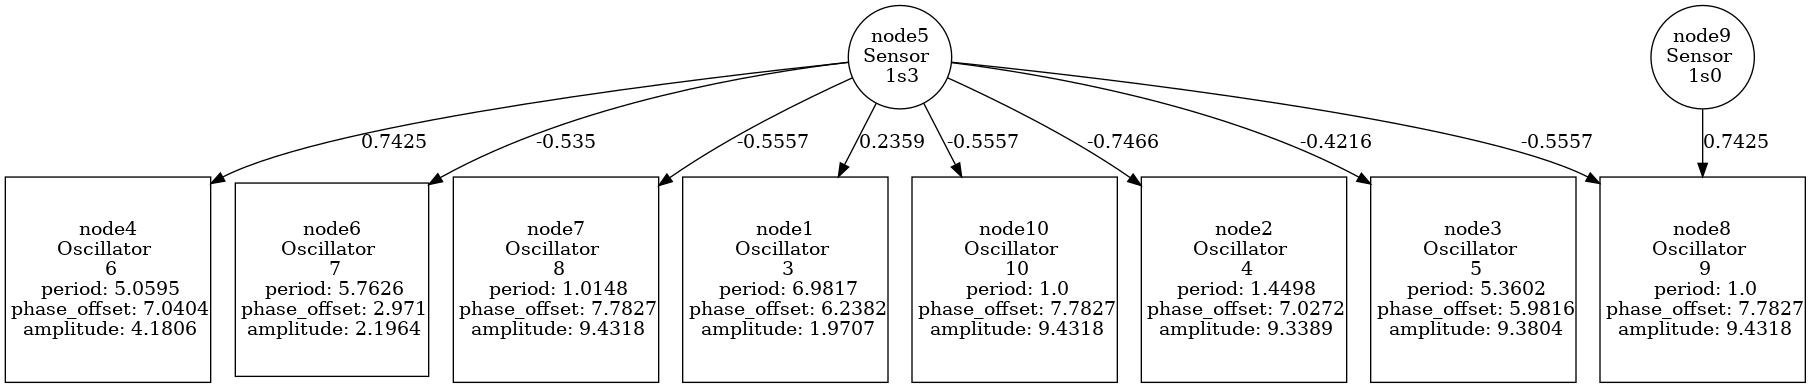 node5
Sensor
1s3
node9
Sensor
1s0
0.7425
-0.535
-0.5557
0.2359
-0.5557
-0.7466
-0.4216
-0.5557
0.7425
node4
Oscillator
6
period: 5.0595
phase_offset: 7.0404
amplitude: 4.1806
node6
Oscillator
7
period: 5.7626
phase_offset: 2.971
amplitude: 2.1964
node7
Oscillator
8
period: 1.0148
phase_offset: 7.7827
amplitude: 9.4318
node1
Oscillator
3
period: 6.9817
phase_offset: 6.2382
amplitude: 1.9707
node10
Oscillator
10
period: 1.0
phase_offset: 7.7827
amplitude: 9.4318
node2
Oscillator
4
period: 1.4498
phase_offset: 7.0272
amplitude: 9.3389
node3
Oscillator
5
period: 5.3602
phase_offset: 5.9816
amplitude: 9.3804
node8
Oscillator
9
period: 1.0
phase_offset: 7.7827
amplitude: 9.4318